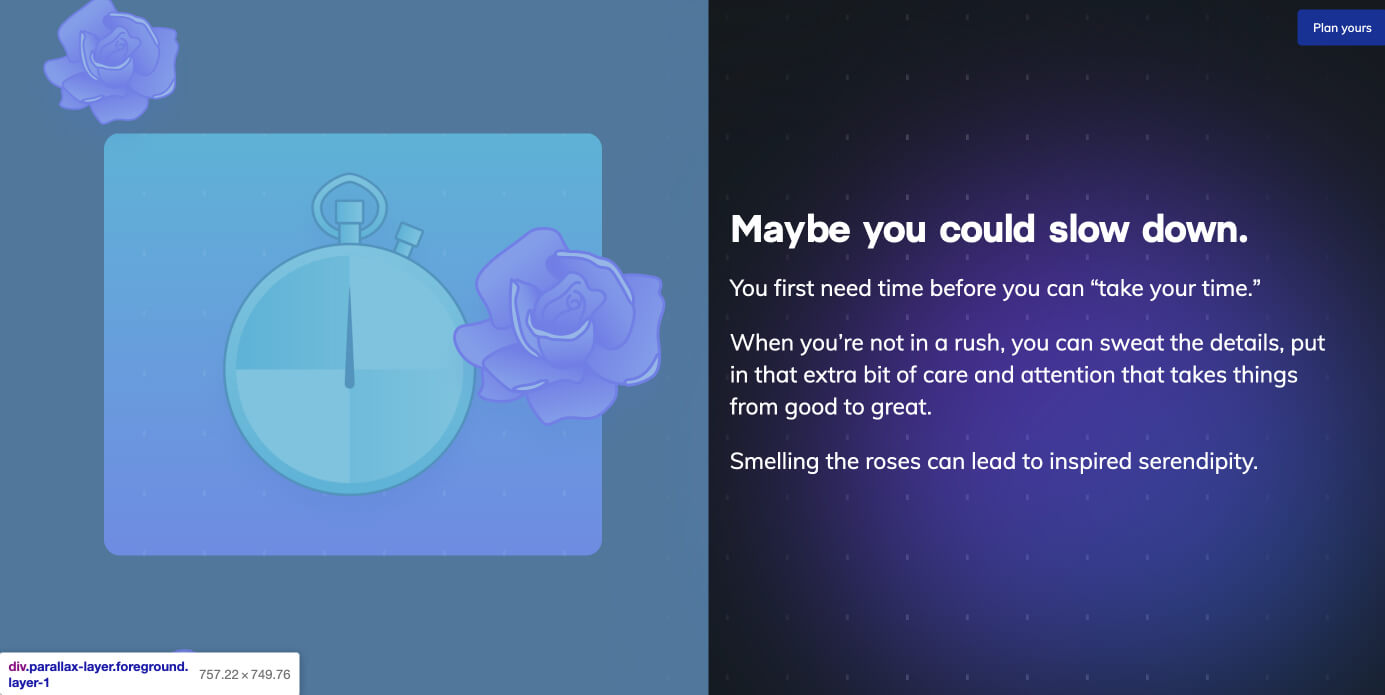 Plan yours
Maybe you could slow down.
You first need time before you can “take your time.”
When you’re not in a rush, you can sweat the details, put
in that extra bit of care and attention that takes things
from good to great.
Smelling the roses can lead to inspired serendipity.
div.parallax-layer.foreground.
layer-1
757.22 × 749.76